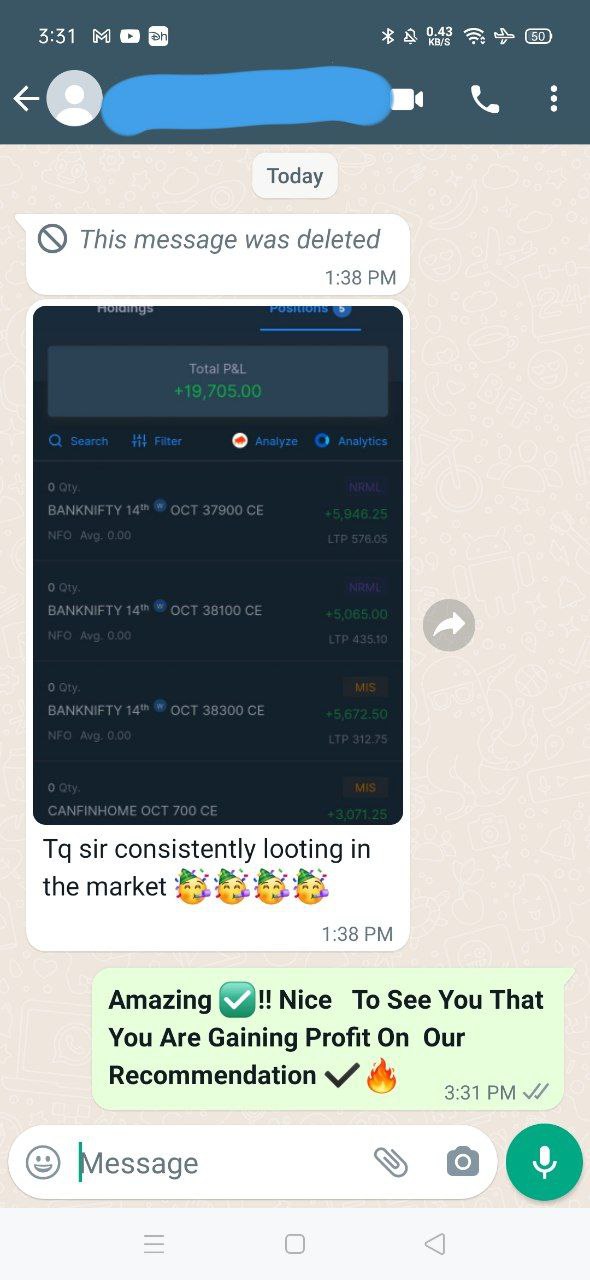 3:31
0.43
KB/S
50
Today
This message was deleted
1:38 PM
Holdings
Positions 5
Total P&L
+19,705.00
Search Filter Analyze Analytics
0 Qty. NRML
BANKNIFTY 14th W OCT 37900 CE +5,946.25
NFO Avg. 0.00 LTP 576.05
0 Qty. NRML
BANKNIFTY 14th W OCT 38100 CE +5,065.00
NFO Avg. 0.00 LTP 435.10
0 Qty. MIS
BANKNIFTY 14th W OCT 38300 CE +5,672.50
NFO Avg. 0.00 LTP 312.75
0 Qty. MIS
CANFINHOME OCT 700 CE +3,071.25
Tq sir consistently looting in
the market 🥳🥳🥳🥳
1:38 PM
Amazing ✅!! Nice To See You That
You Are Gaining Profit On Our
Recommendation ✔️🔥
3:31 PM
Message